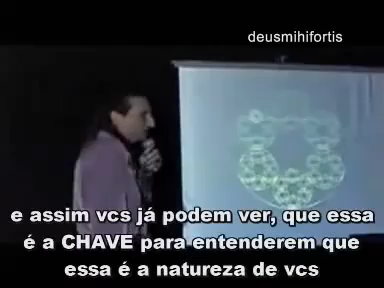 deusmihifortis
e assim vcs já podem ver, que essa
é a CHAVE para entenderem que
essa é a natureza de vcs